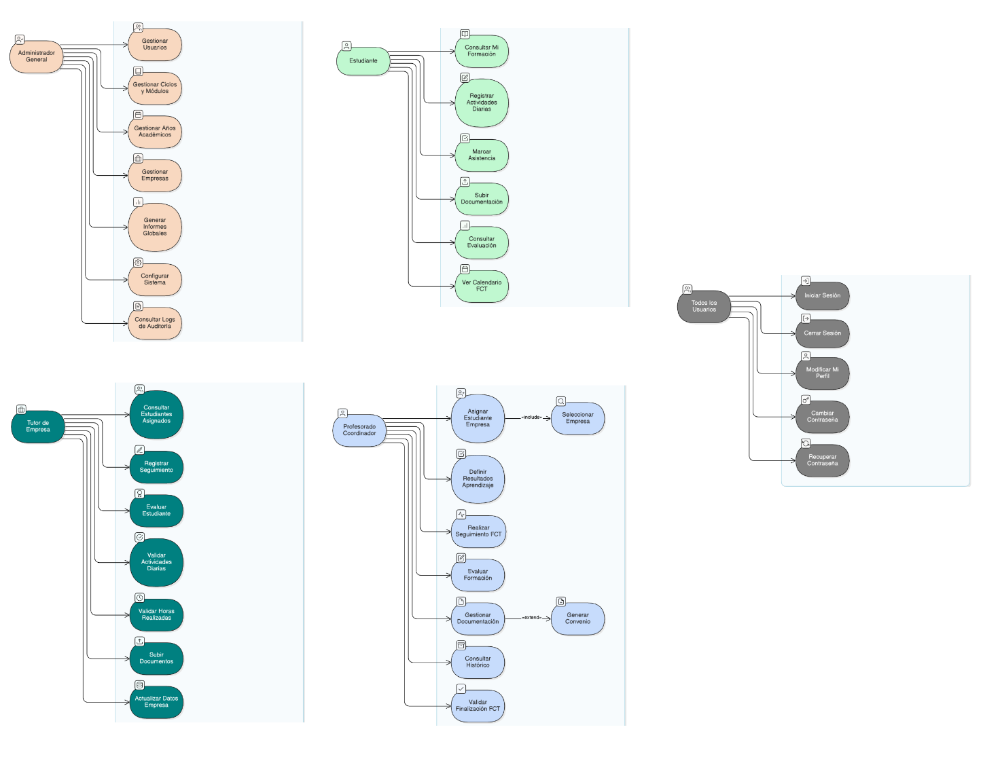 Administrador
General
Gestionar
Usuarios
Gestionar Ciclos
y Módulos
Gestionar Años
Académicos
Gestionar
Empresas
Generar
Informes
Globales
Configurar
Sistema
Consultar Logs
de Auditoría
Estudiante
Consultar Mi
Formación
Registrar
Actividades
Diarias
Marcar
Asistencia
Subir
Documentación
Consultar
Evaluación
Ver Calendario
FCT
Todos los
Usuarios
Iniciar Sesión
Cerrar Sesión
Modificar Mi
Perfil
Cambiar
Contraseña
Recuperar
Contraseña
Tutor de
Empresa
Consultar
Estudiantes
Asignados
Registrar
Seguimiento
Evaluar
Estudiante
Validar
Actividades
Diarias
Validar Horas
Realizadas
Subir
Documentos
Actualizar Datos
Empresa
Profesorado
Coordinador
Asignar
Estudiante
Empresa
«include»
Seleccionar
Empresa
Definir
Resultados
Aprendizaje
Realizar
Seguimiento FCT
Evaluar
Formación
Gestionar
Documentación
«extend»
Generar
Convenio
Consultar
Histórico
Validar
Finalización FCT